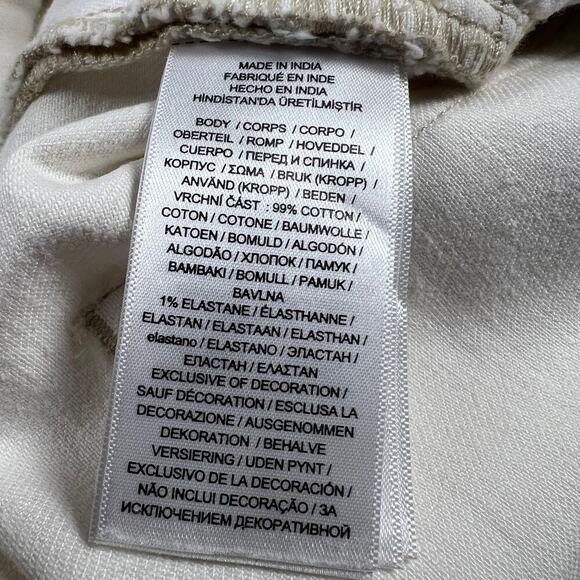 MADE IN INDIA
FABRIQUÉ EN INDE
HECHO EN INDIA
HİNDİSTAN'DA ÜRETİLMİŞTİR
BODY / CORPS / CORPO /
OBERTEIL / ROMP / HOVEDDEL /
CUERPO / ПЕРЕД И СПИНКА /
КОРПУС / ΣΩΜΑ / BRUK (KROPP) /
ANVÄND (KROPP) / BEDEN /
VRCHNÍ ČÁST : 99% COTTON /
COTON / COTONE / BAUMWOLLE /
KATOEN / BOMULD / ALGODÓN /
ALGODÃO / ХЛОПОК / ПАМУК /
BAMBAKI / BOMULL / PAMUK /
BAVLNA
1% ELASTANE / ÉLASTHANNE /
ELASTAN / ELASTAAN / ELASTHAN /
elastano / ELASTANO / ЭЛАСТАН /
ЕЛАСТАН / ΕΛΑΣΤΑΝ
EXCLUSIVE OF DECORATION /
SAUF DÉCORATION / ESCLUSA LA
DECORAZIONE / AUSGENOMMEN
DEKORATION / BEHALVE
VERSIERING / UDEN PYNT /
EXCLUSIVO DE LA DECORACIÓN /
NÃO INCLUI DECORAÇÃO / ЗА
ИСКЛЮЧЕНИЕМ ДЕКОРАТИВНОЙ